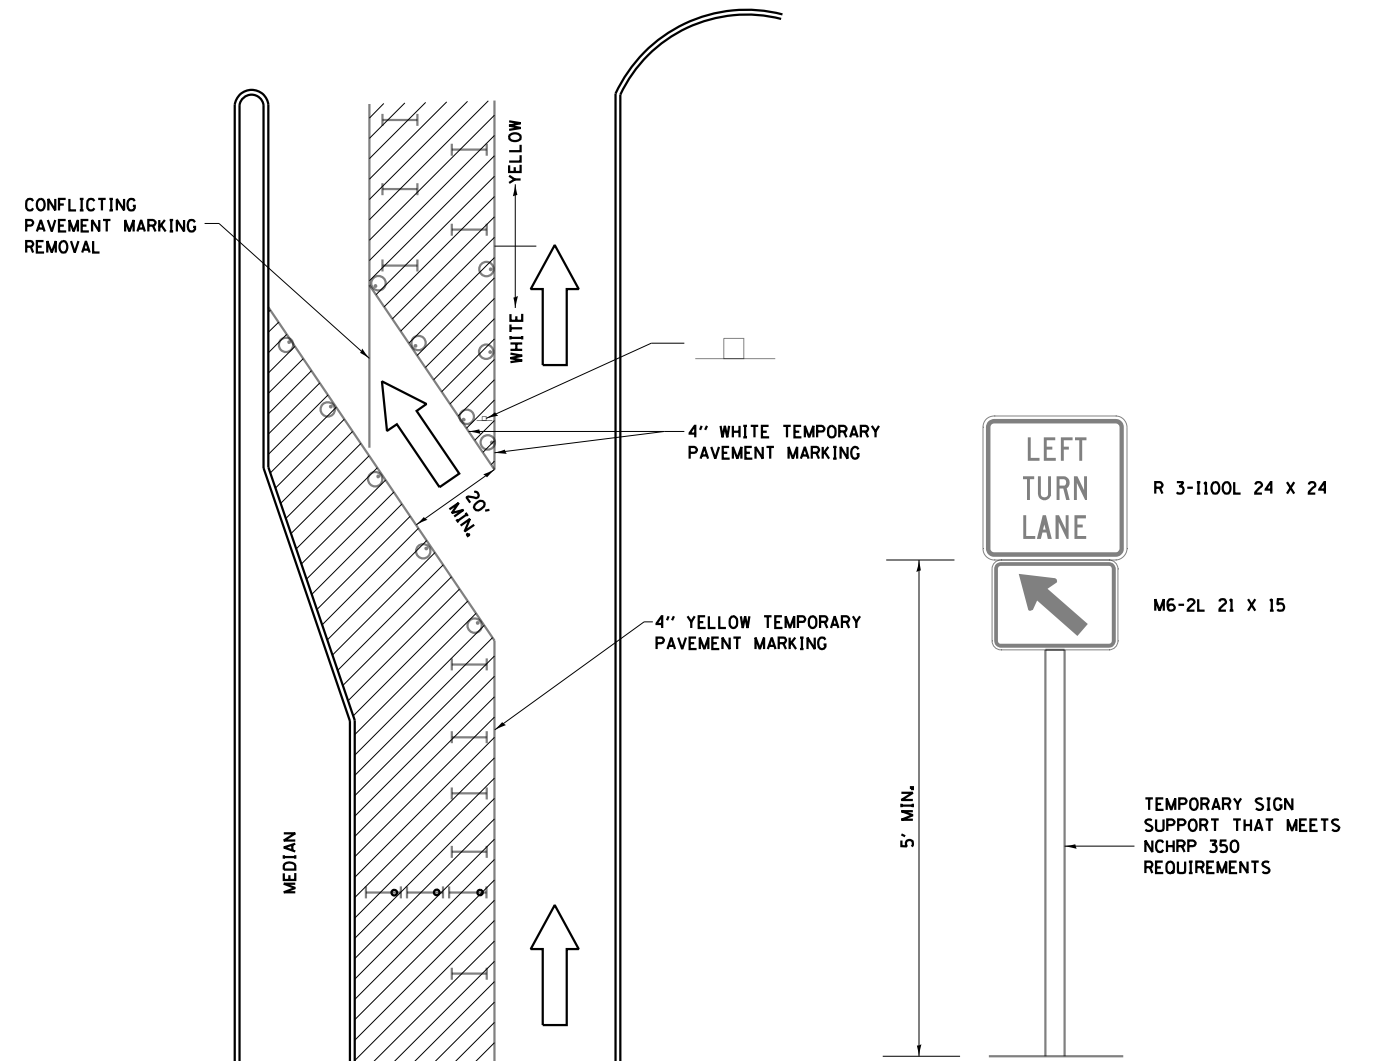 YELLOW
CONFLICTING
PAVEMENT MARKING
REMOVAL
WHITE
4'' WHITE TEMPORARY
PAVEMENT MARKING
20'
MIN.
LEFT
TURN
LANE
R 3-I100L 24 X 24
M6-2L 21 X 15
4'' YELLOW TEMPORARY
PAVEMENT MARKING
5' MIN.
TEMPORARY SIGN
SUPPORT THAT MEETS
NCHRP 350
REQUIREMENTS
MEDIAN